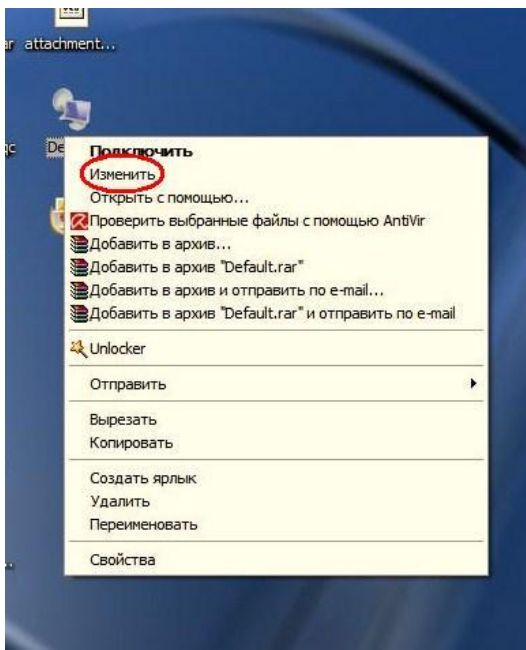 ar attachment...
Подключить
Изменить
Открыть с помощью...
Проверить выбранные файлы с помощью AntiVir
Добавить в архив...
Добавить в архив "Default.rar"
Добавить в архив и отправить по e-mail...
Добавить в архив "Default.rar" и отправить по e-mail
Unlocker
Отправить
Вырезать
Копировать
Создать ярлык
Удалить
Переименовать
Свойства